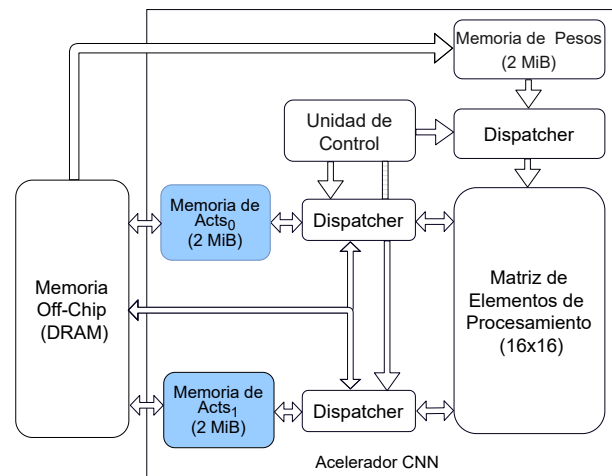 Memoria de Pesos
(2 MiB)
Unidad de
Control
Dispatcher
Memoria de
Acts0
(2 MiB)
Dispatcher
Memoria
Off-Chip
(DRAM)
Matriz de
Elementos de
Procesamiento
(16x16)
Memoria de
Acts1
(2 MiB)
Dispatcher
Acelerador CNN